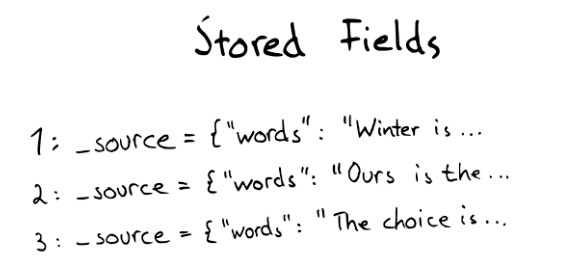 Stored Fields
1: _source = {"words": "Winter is ...
2: _source = {"words": "Ours is the ...
3: _source = {"words": "The choice is ...